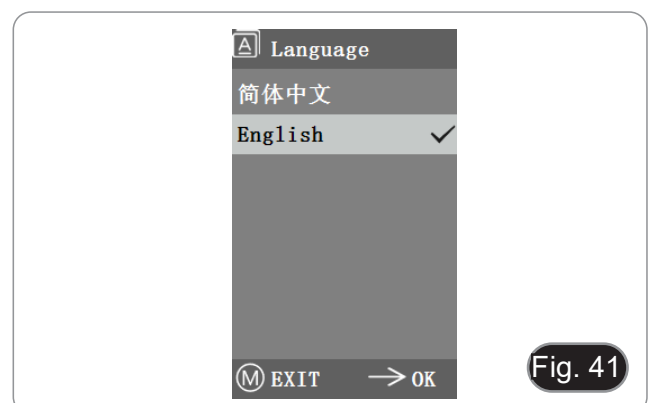 A Language
简体中文
English
M EXIT → OK
Fig. 41